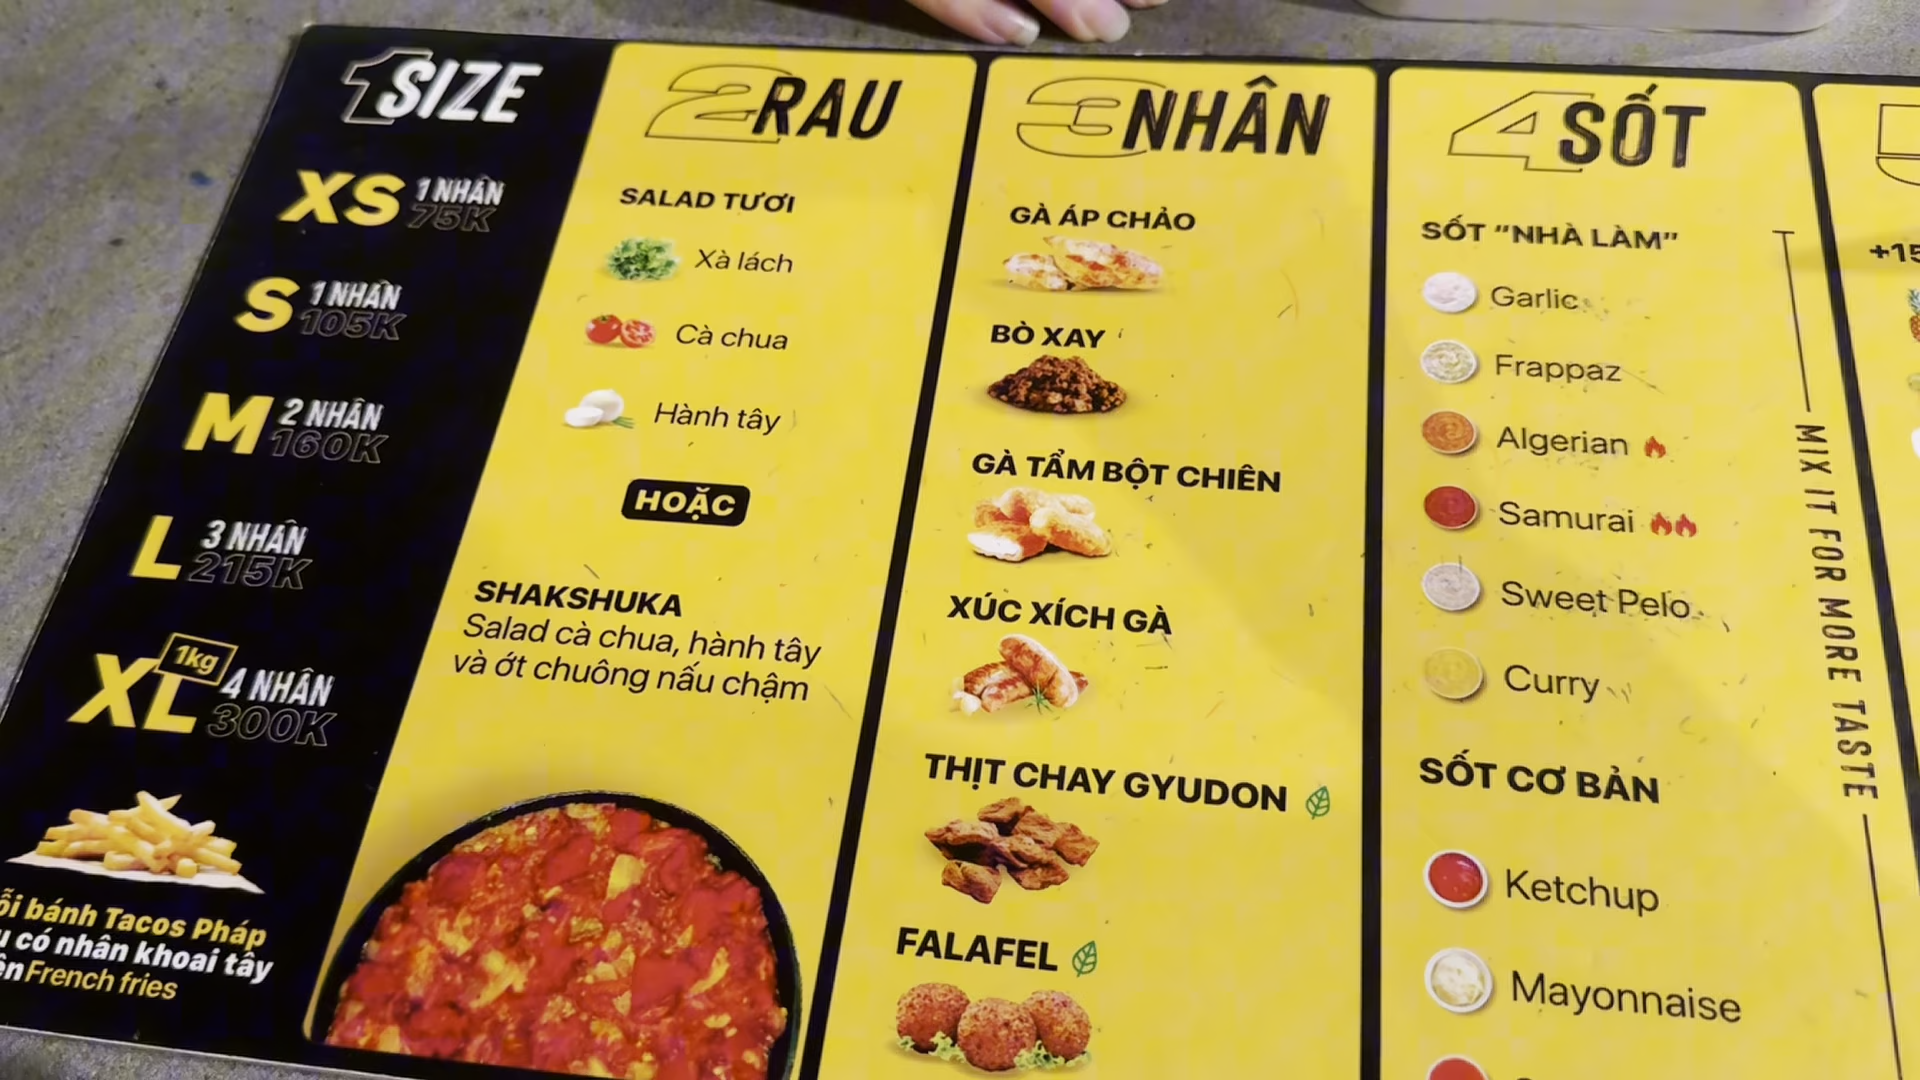 1 SIZE
XS 1 NHÂN
75K
S 1 NHÂN
105K
M 2 NHÂN
160K
L 3 NHÂN
215K
XL 1kg 4 NHÂN
300K
bánh Tacos Pháp
có nhân khoai tây
French fries
2 RAU
SALAD TƯƠI
Xà lách
Cà chua
Hành tây
HOẶC
SHAKSHUKA
Salad cà chua, hành tây
và ớt chuông nấu chậm
3 NHÂN
GÀ ÁP CHẢO
BÒ XAY
GÀ TẨM BỘT CHIÊN
XÚC XÍCH GÀ
THỊT CHAY GYUDON
FALAFEL
4 SỐT
SỐT "NHÀ LÀM"
Garlic
Frappaz
Algerian
Samurai
Sweet Pelo
Curry
SỐT CƠ BẢN
Ketchup
Mayonnaise
MIX IT FOR MORE TASTE